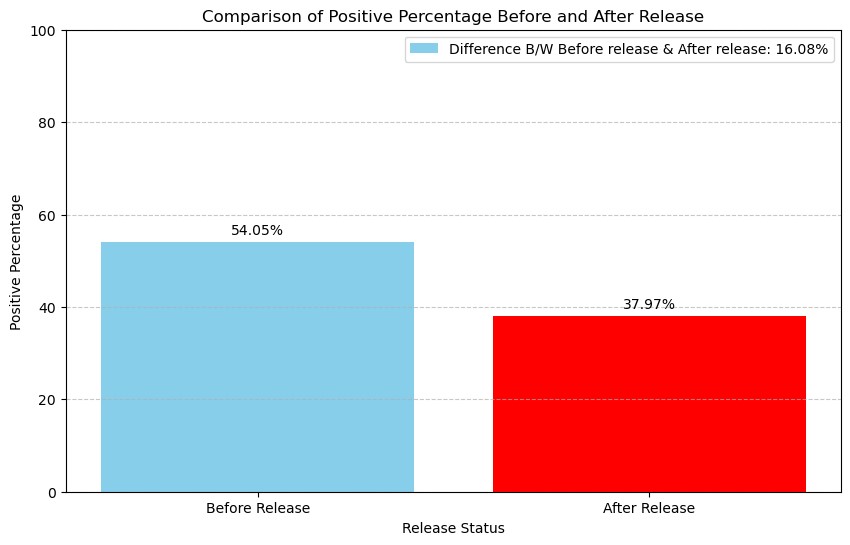 Comparison of Positive Percentage Before and After Release
Difference B/W Before release & After release: 16.08%
Positive Percentage
100
80
60
40
20
0
54.05%
37.97%
Before Release
After Release
Release Status